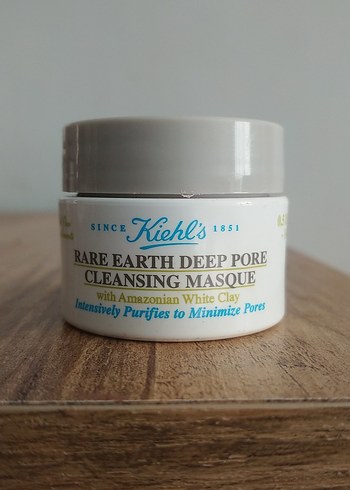 SINCE Kiehl's 1851
RARE EARTH DEEP PORE
CLEANSING MASQUE
with Amazonian White Clay
Intensively Purifies to Minimize Pores